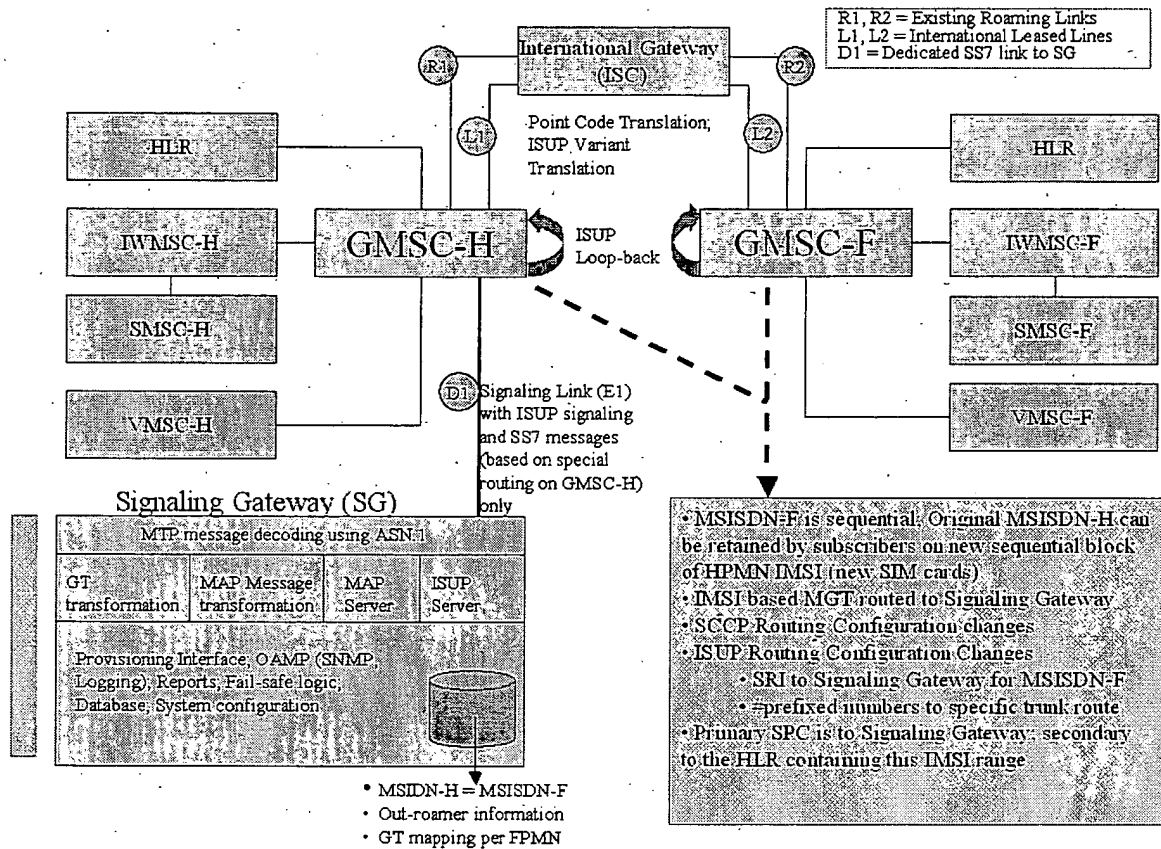 R1, R2 = Existing Roaming Links
L1, L2 = International Leased Lines
D1 = Dedicated SS7 link to SG
International Gateway
(ISC)
R1
R2
L1
L2
Point Code Translation;
ISUP Variant
Translation
HLR
HLR
IWMSC-H
GMSC-H
ISUP
Loop-back
GMSC-F
IWMSC-F
SMSC-H
SMSC-F
VMSC-H
VMSC-F
D1
Signaling Link (E1)
with ISUP signaling
and SS7 messages
(based on special
routing on GMSC-H)
only
Signaling Gateway (SG)
MTP message decoding using ASN.1
GT
transformation
MAP Message
transformation
MAP
Server
ISUP
Server
Provisioning Interface; OAMP (SNMP,
Logging); Reports; Fail-safe logic;
Database; System configuration
• MSIDN-H = MSISDN-F
• Out-roamer information
• GT mapping per FPMN
• MSISDN-F is sequential; Original MSISDN-H can
be retained by subscribers on new sequential block
of HPMN IMSI (new SIM cards)
• IMSI based MGT routed to Signaling Gateway
• SCCP Routing Configuration changes
• ISUP Routing Configuration Changes
• SRI to Signaling Gateway for MSISDN-F
• =prefixed numbers to specific trunk route
• Primary SPC is to Signaling Gateway; secondary
to the HLR containing this IMSI range